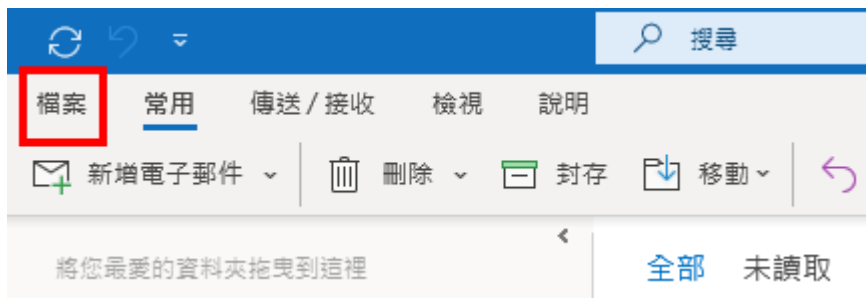 搜尋
檔案 常用 傳送/接收 檢視 說明
新增電子郵件 刪除 封存 移動
將您最愛的資料夾拖曳到這裡
全部 未讀取